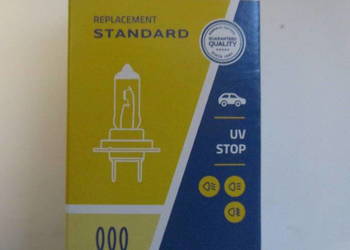 REPLACEMENT
STANDARD
GUARANTEED
QUALITY
UV
STOP